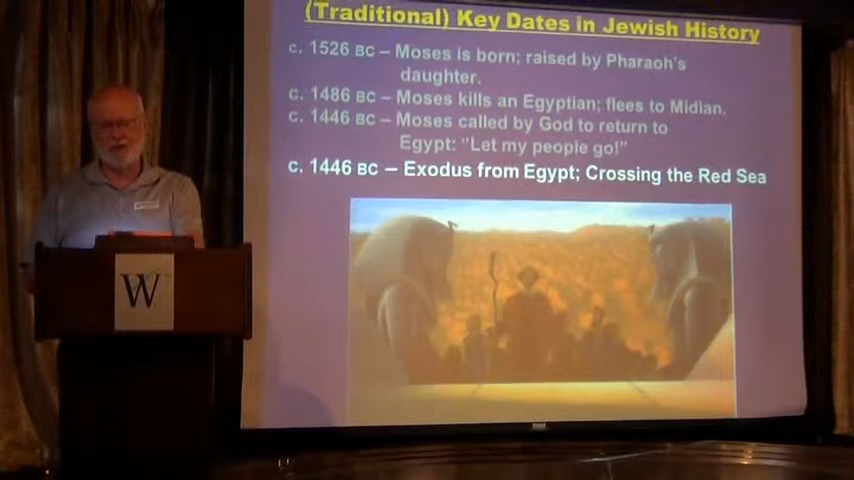 (Traditional) Key Dates in Jewish History
c. 1526 BC – Moses is born; raised by Pharaoh's
daughter.
c. 1486 BC – Moses kills an Egyptian; flees to Midian.
c. 1446 BC – Moses called by God to return to
Egypt: "Let my people go!"
c. 1446 BC – Exodus from Egypt; Crossing the Red Sea
W